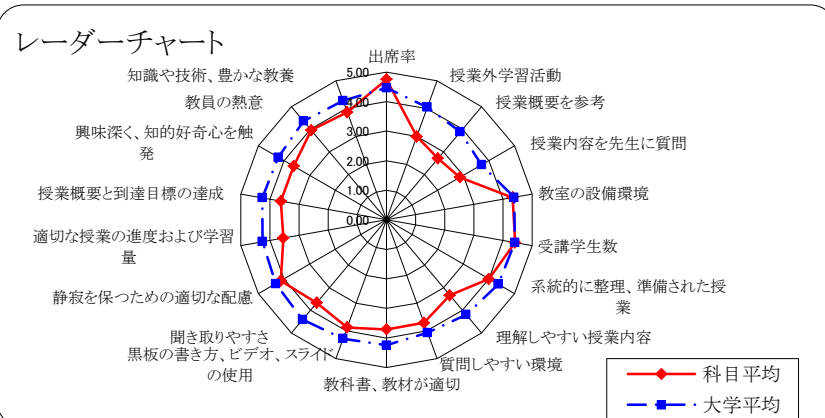 レーダーチャート
出席率
授業外学習活動
授業概要を参考
授業内容を先生に質問
教室の設備環境
受講学生数
系統的に整理、準備された授
業
理解しやすい授業内容
質問しやすい環境
教科書、教材が適切
黒板の書き方、ビデオ、スライド
の使用
聞き取りやすさ
静寂を保つための適切な配慮
適切な授業の進度および学習
量
授業概要と到達目標の達成
興味深く、知的好奇心を触
発
教員の熱意
知識や技術、豊かな教養
5.00
4.00
3.00
2.00
1.00
0.00
科目平均
大学平均